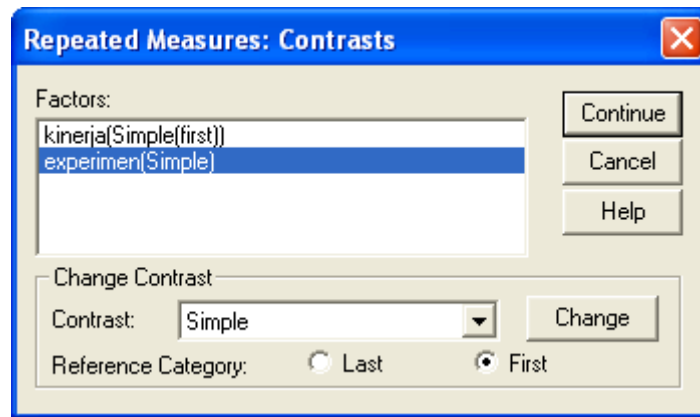 Repeated Measures: Contrasts
Factors:
kinerja(Simple(first))
experimen(Simple)
Continue
Cancel
Help
Change Contrast
Contrast: Simple Change
Reference Category: Last First